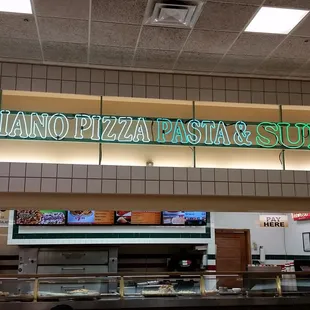 IANO PIZZA PASTA & SU
PAY
HERE